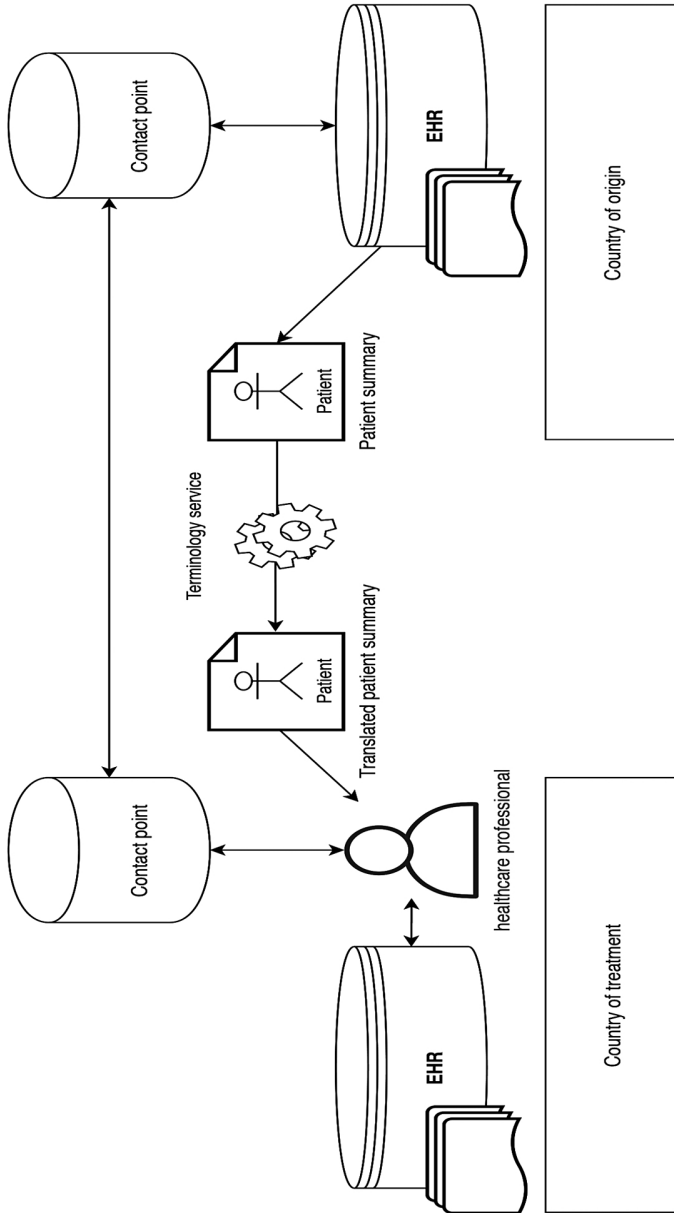 Contact point
Contact point
Terminology service
Patient
Patient
Translated patient summary
Patient summary
EHR
healthcare professional
EHR
Country of treatment
Country of origin